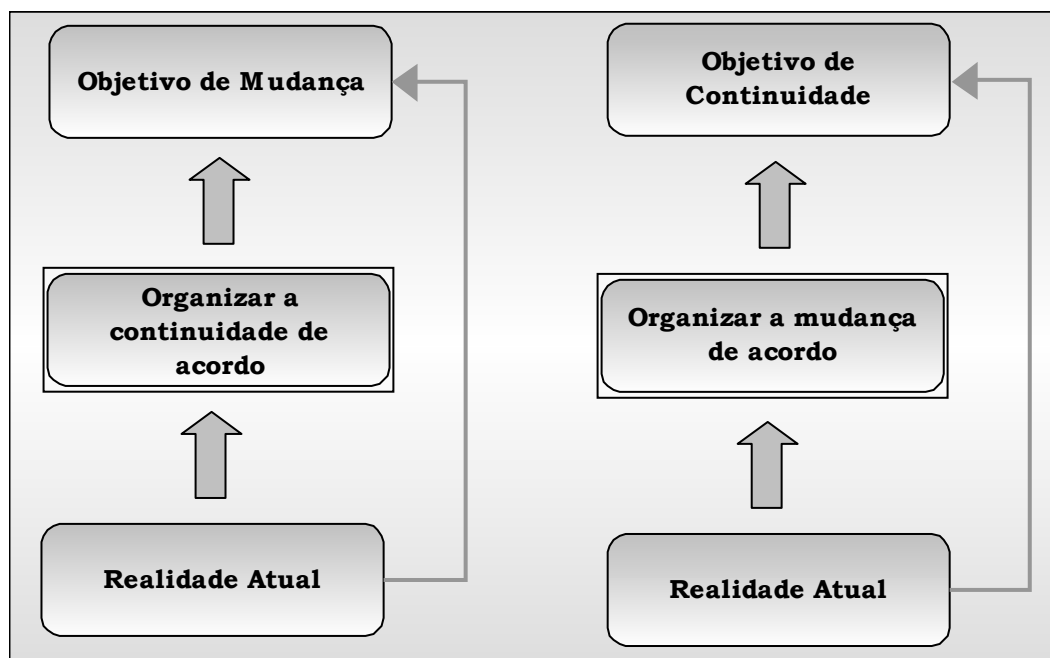 Objetivo de Mudança
Organizar a
continuidade de
acordo
Realidade Atual
Objetivo de
Continuidade
Organizar a mudança
de acordo
Realidade Atual